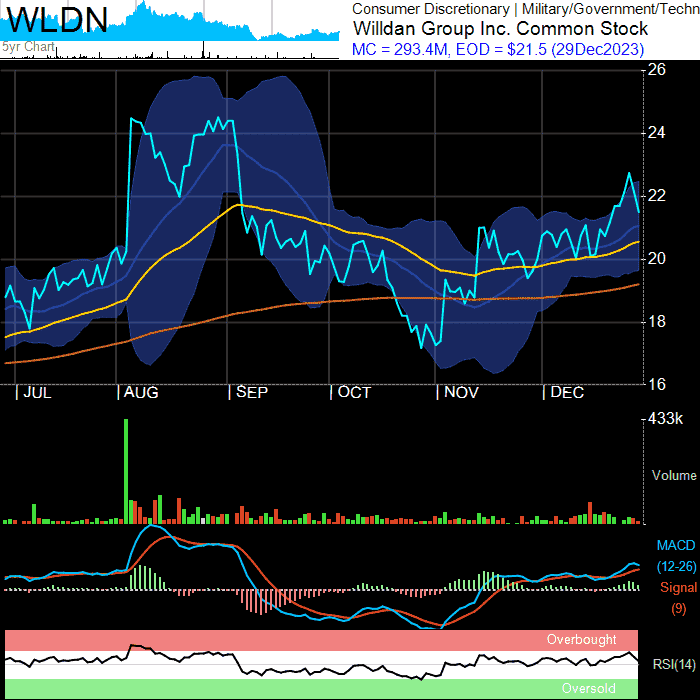 WLDN
5yr Chart
Consumer Discretionary | Military/Government/Techn
Willdan Group Inc. Common Stock
MC = 293.4M, EOD = $21.5 (29Dec2023)
26
24
22
20
18
16
| JUL
| AUG
| SEP
| OCT
| NOV
| DEC
433k
Volume
MACD
(12-26)
Signal
(9)
Overbought
RSI(14)
Oversold